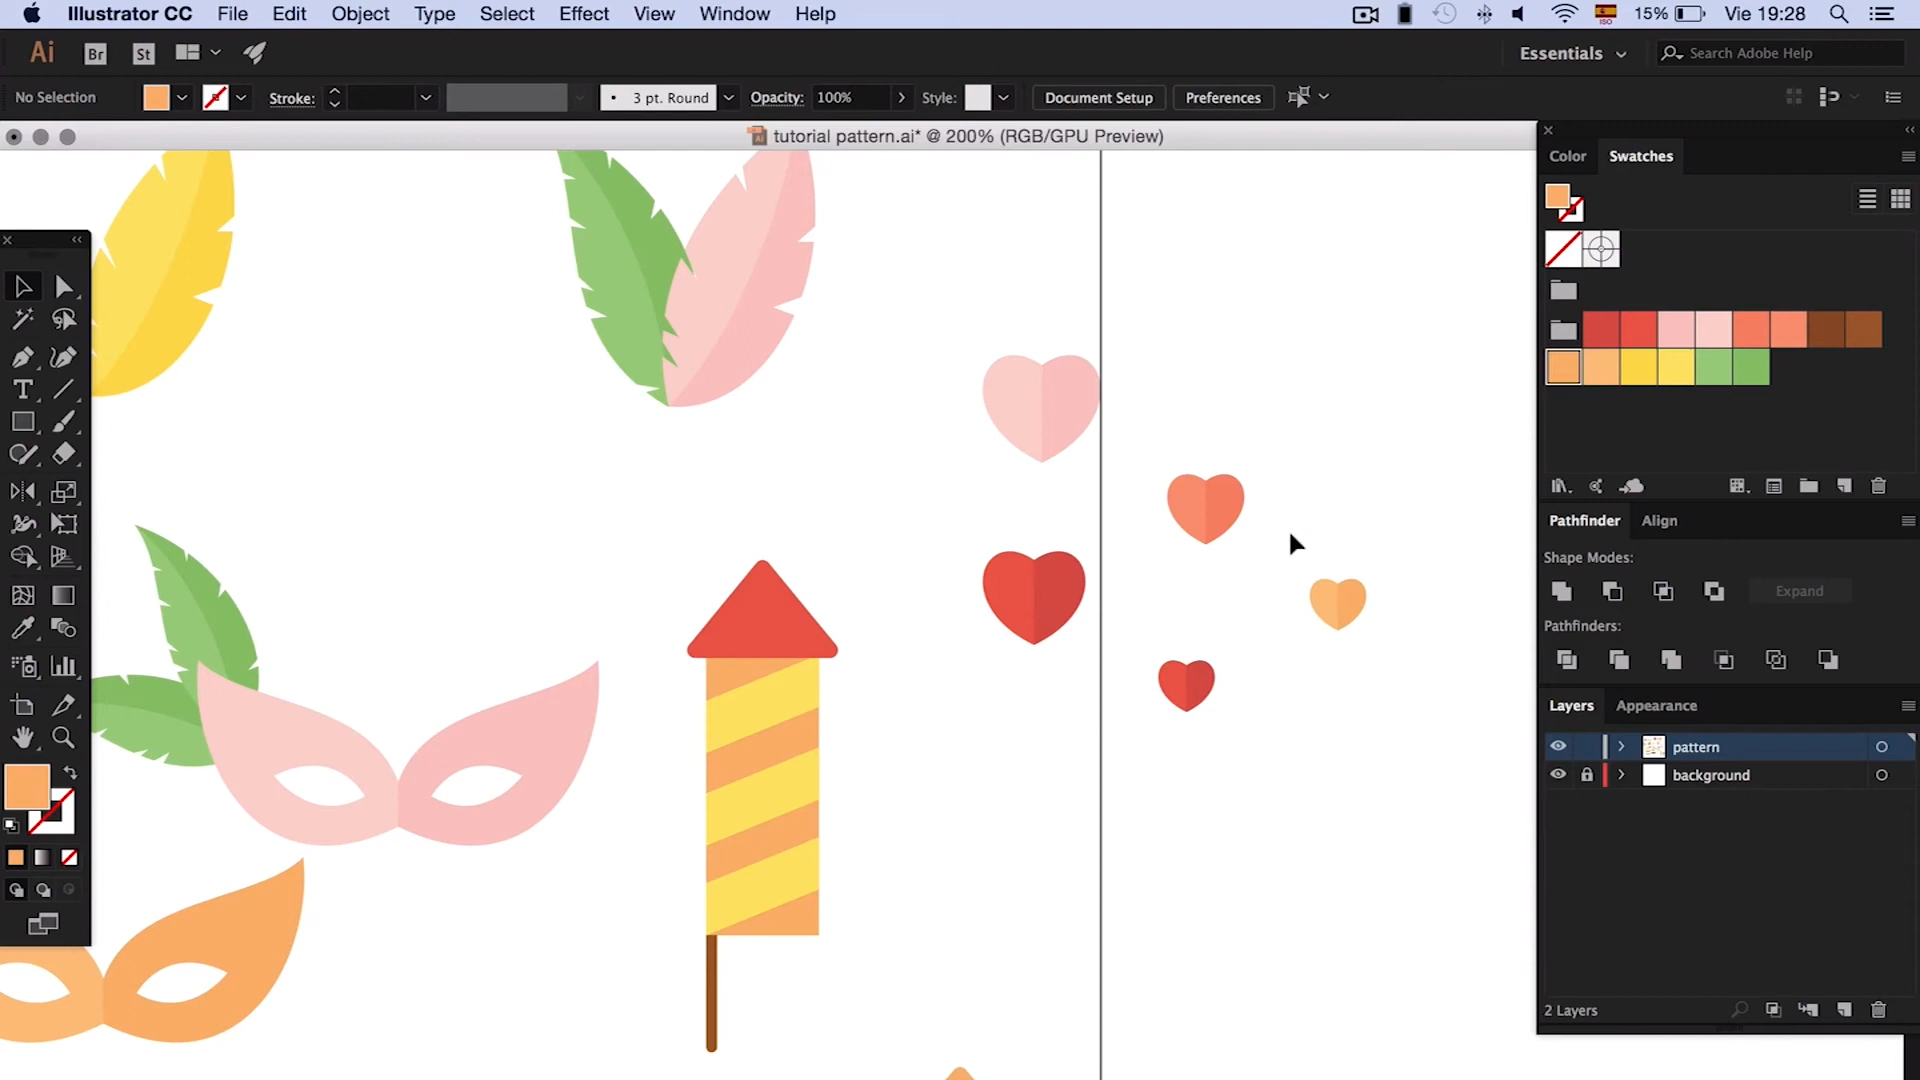 Illustrator CC File Edit Object Type Select Effect View Window Help ISO 15% Vie 19:28
Ai Br St Essentials Search Adobe Help
No Selection Stroke: 3 pt. Round Opacity: 100% Style: Document Setup Preferences
tutorial pattern.ai* @ 200% (RGB/GPU Preview)
Color Swatches
Pathfinder Align
Shape Modes:
Expand
Pathfinders:
Layers Appearance
pattern
background
2 Layers